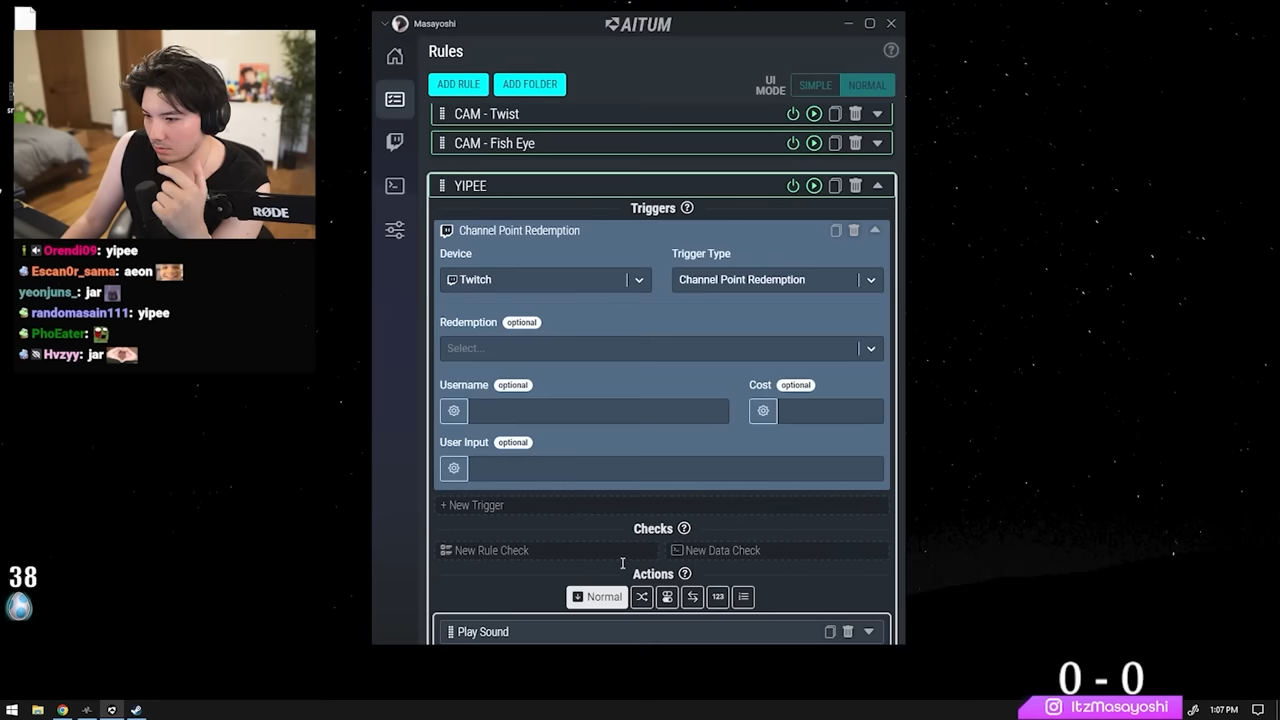 Masayoshi
AITUM
Rules
ADD RULE
ADD FOLDER
UI MODE
SIMPLE
NORMAL
CAM - Twist
CAM - Fish Eye
YIPEE
Triggers
Channel Point Redemption
Device
Trigger Type
Twitch
Channel Point Redemption
Redemption optional
Select...
Username optional
Cost optional
User Input optional
+ New Trigger
Checks
New Rule Check
New Data Check
Actions
Normal
123
Play Sound
RØDE
Orendi09: yipee
Escan0r_sama: aeon
yeonjuns_: jar
randomasain111: yipee
PhoEater:
Hvzyy: jar
38
0 - 0
ItzMasayoshi
1:07 PM